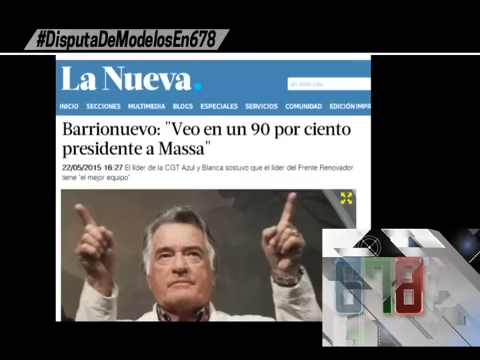 #DisputaDeModelosEn678
La Nueva.
INICIO SECCIONES MULTIMEDIA BLOGS ESPECIALES SERVICIOS COMUNIDAD EDICIÓN IMPR
Barrionuevo: "Veo en un 90 por ciento
presidente a Massa"
22/05/2015 16:27 El líder de la CGT Azul y Blanca sostuvo que el líder del Frente Renovador
tiene "el mejor equipo"
678